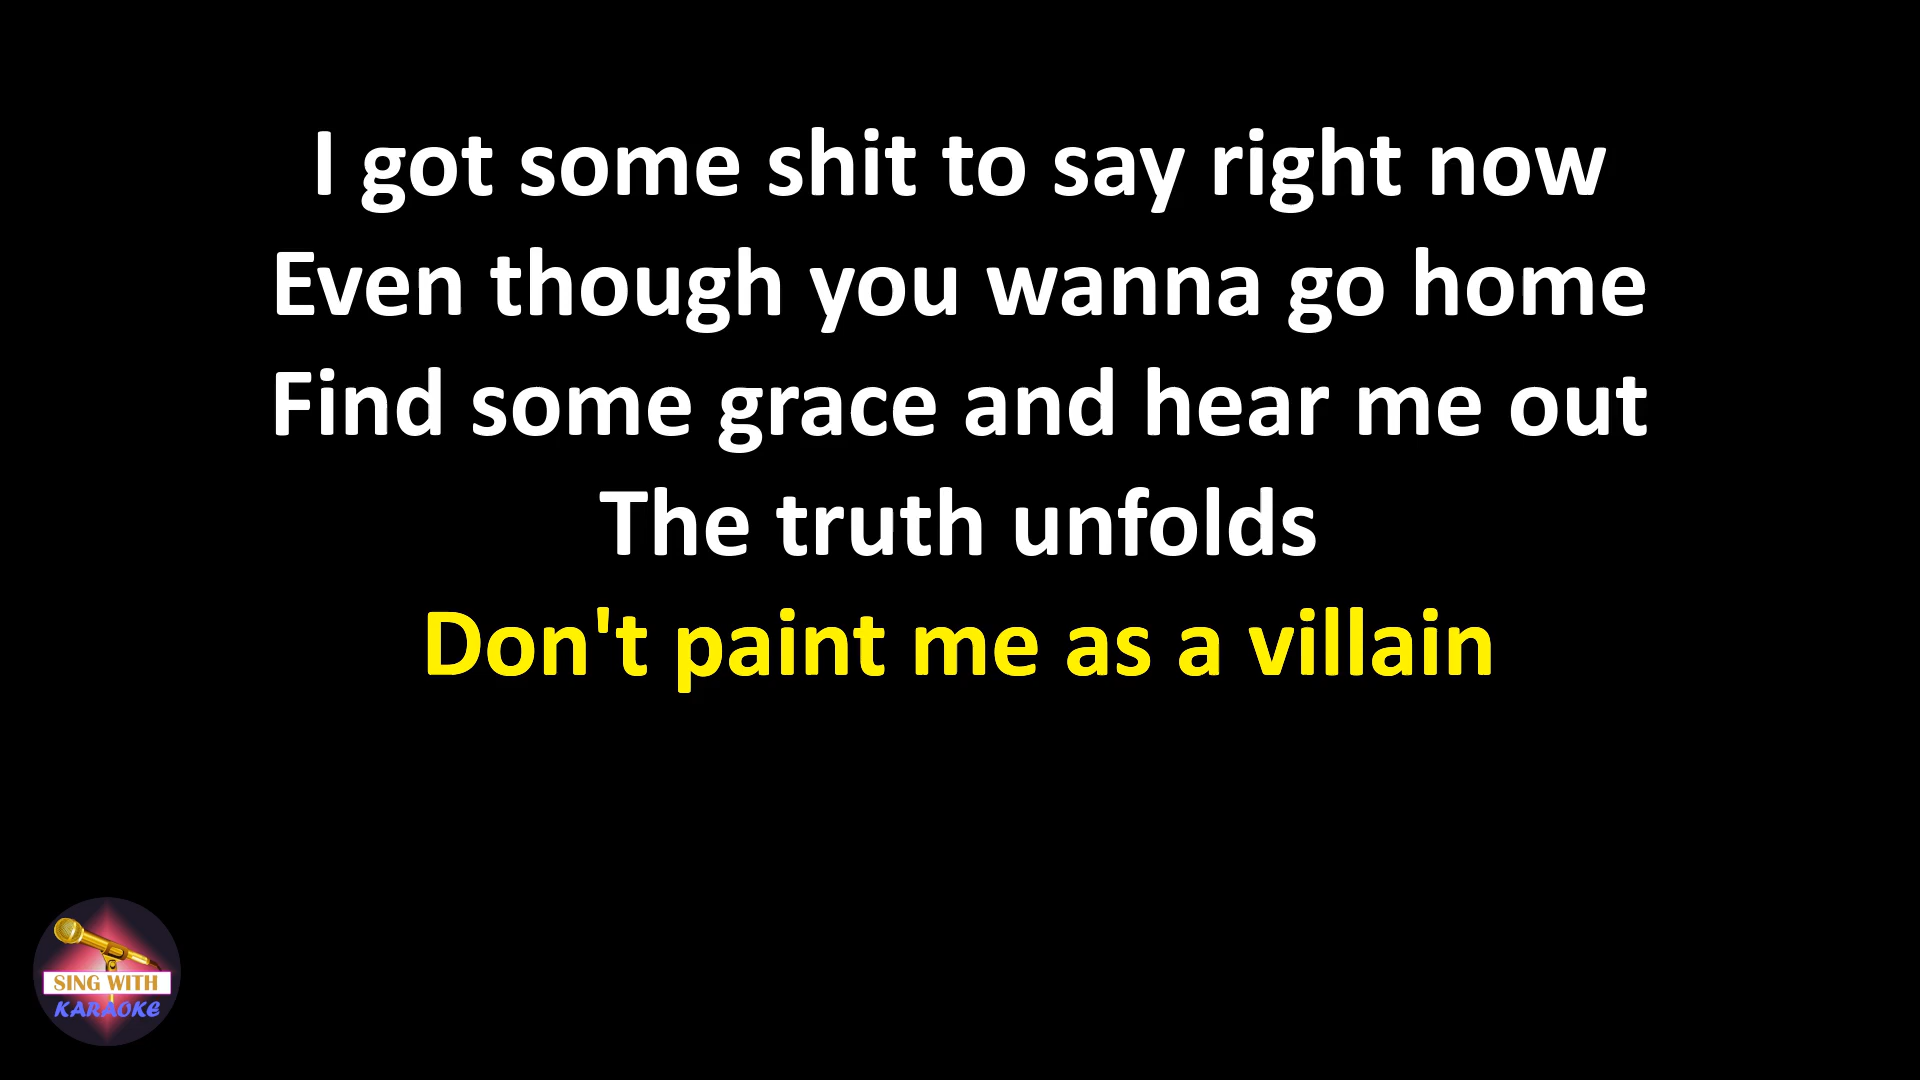 I got some shit to say right now
Even though you wanna go home
Find some grace and hear me out
The truth unfolds
Don't paint me as a villain
SING WITH
KARAOKE